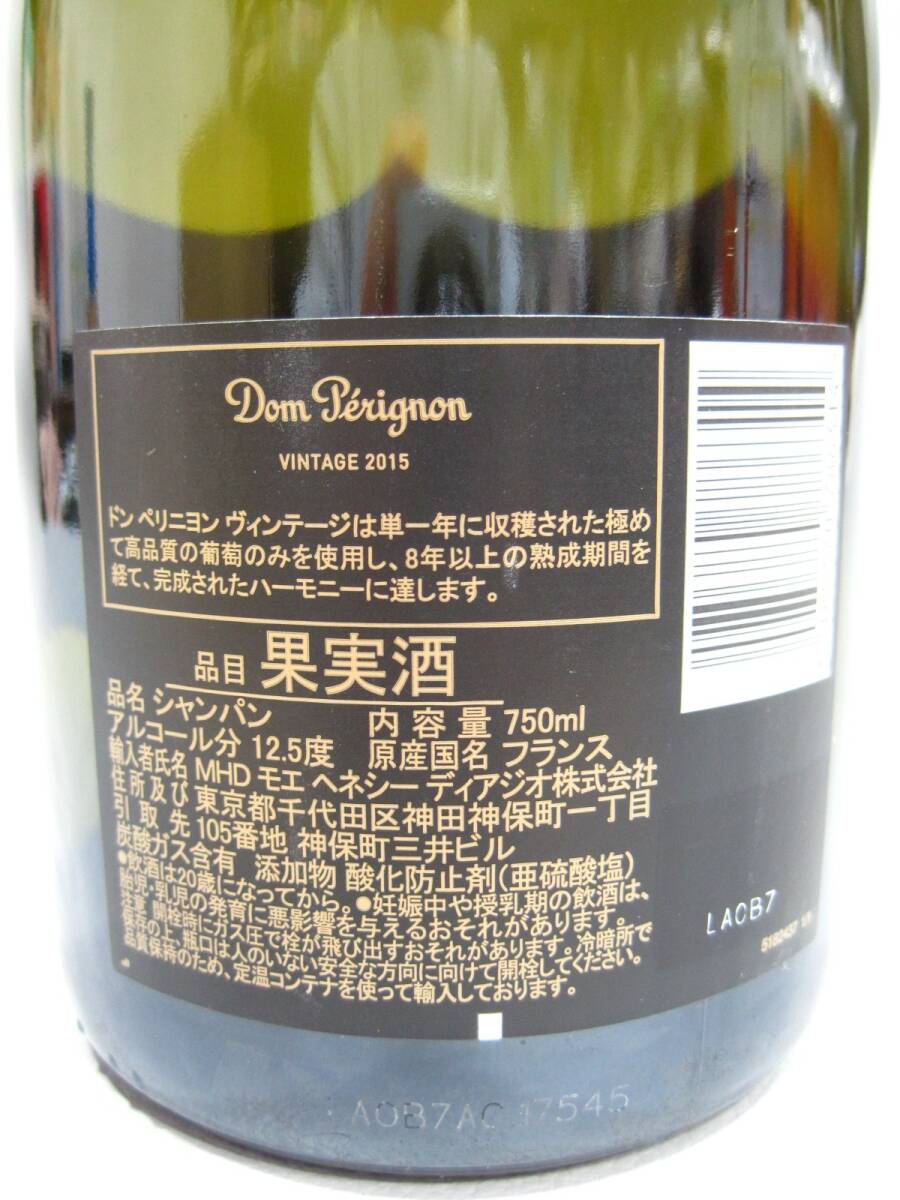 Dom Pérignon
VINTAGE 2015
ドン ペリニヨン ヴィンテージは単一年に収穫された極め
て高品質の葡萄のみを使用し、8年以上の熟成期間を
経て、完成されたハーモニーに達します。
品目 果実酒
品名 シャンパン 内容量 750ml
アルコール分 12.5度 原産国名 フランス
輸入者氏名 MHD モエ ヘネシー ディアジオ株式会社
住所及び 東京都千代田区神田神保町一丁目
引取先 105番地 神保町三井ビル
炭酸ガス含有 添加物 酸化防止剤(亜硫酸塩)
●飲酒は20歳になってから。●妊娠中や授乳期の飲酒は、
胎児・乳児の発育に悪影響を与えるおそれがあります。
注意 開栓時にガス圧で栓が飛び出すおそれがあります。冷暗所で
保存の上、瓶口は人のいない安全な方向に向けて開栓してください。
品質保持のため、定温コンテナを使って輸入しております。
LACB7
AOB7AC 17545